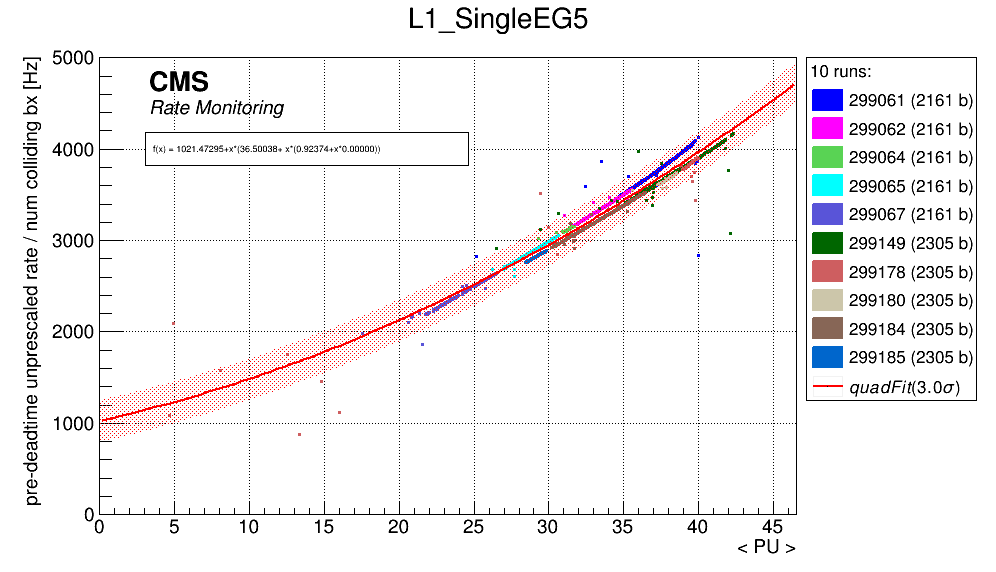 L1_SingleEG5
pre-deadtime unprescaled rate / num colliding bx [Hz]
5000
4000
3000
2000
1000
0
CMS
Rate Monitoring
f(x) = 1021.47295+x*(36.50038+ x*(0.92374+x*0.00000))
0 5 10 15 20 25 30 35 40 45
< PU >
10 runs:
299061 (2161 b)
299062 (2161 b)
299064 (2161 b)
299065 (2161 b)
299067 (2161 b)
299149 (2305 b)
299178 (2305 b)
299180 (2305 b)
299184 (2305 b)
299185 (2305 b)
quadFit(3.0σ)